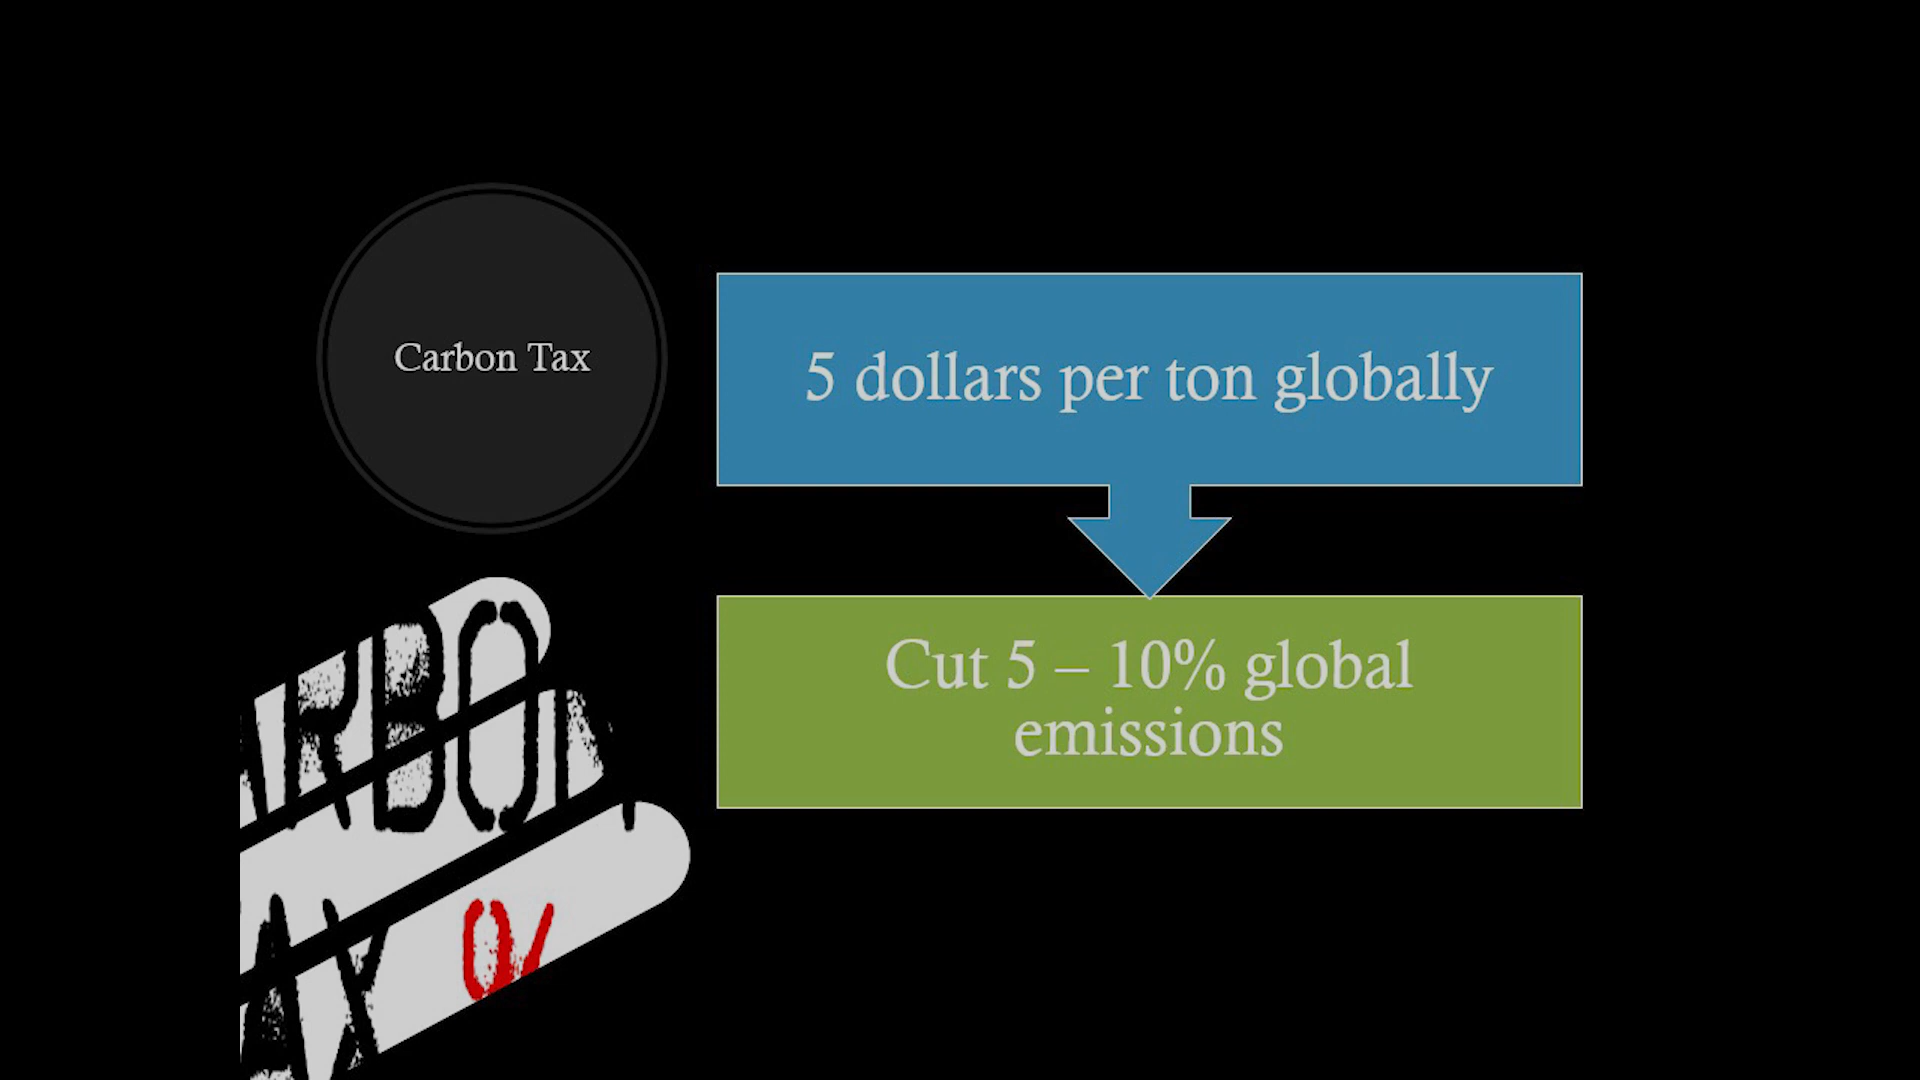 Carbon Tax
5 dollars per ton globally
Cut 5 – 10% global
emissions